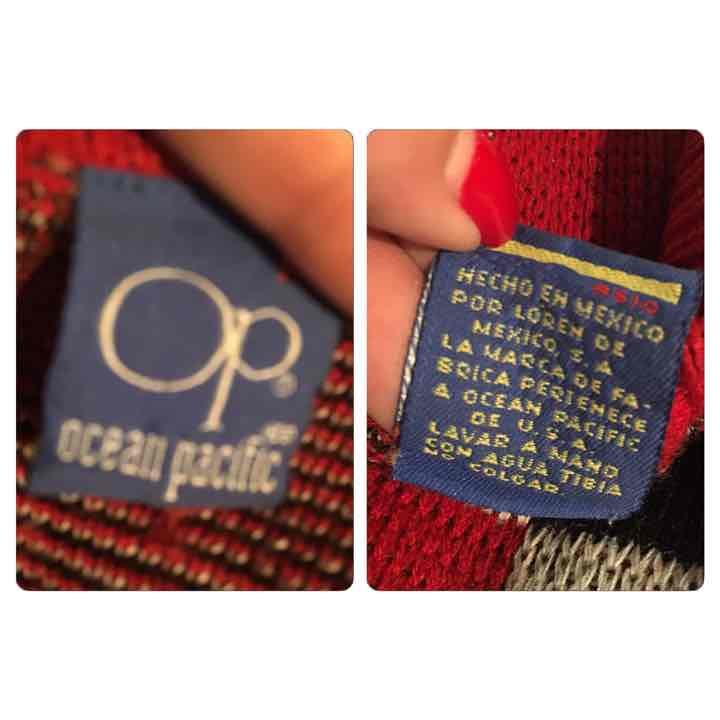 Op
ocean pacific
HECHO EN MEXICO
POR LOREN DE
MEXICO, S. A
LA MARCA DE FA-
BRICA PERTENECE
A OCEAN PACIFIC
DE U.S.A.
LAVAR A MANO
CON AGUA TIBIA
NO COLGAR